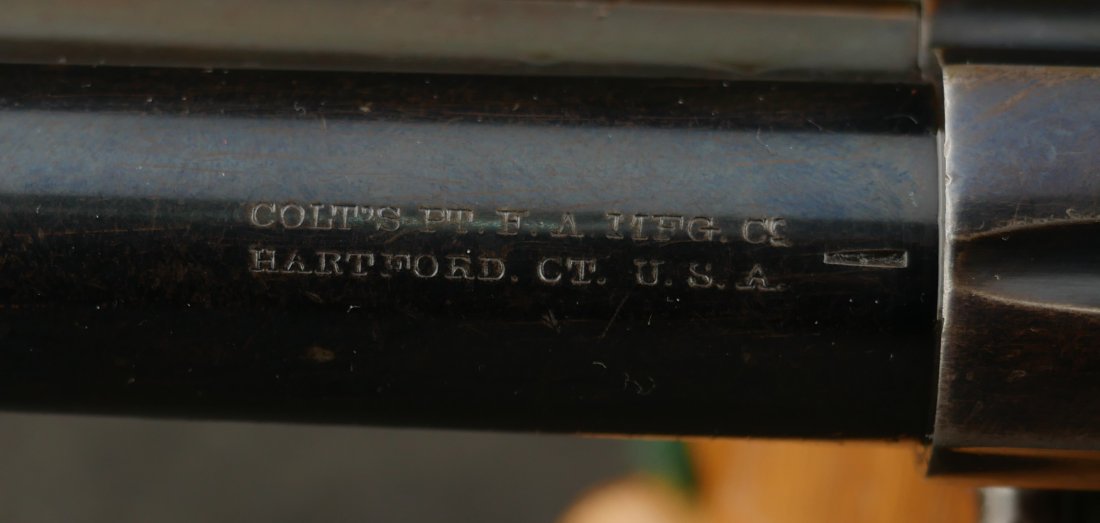 COLT'S PT. F. A. MFG. Co.
HARTFORD. CT. U.S.A.